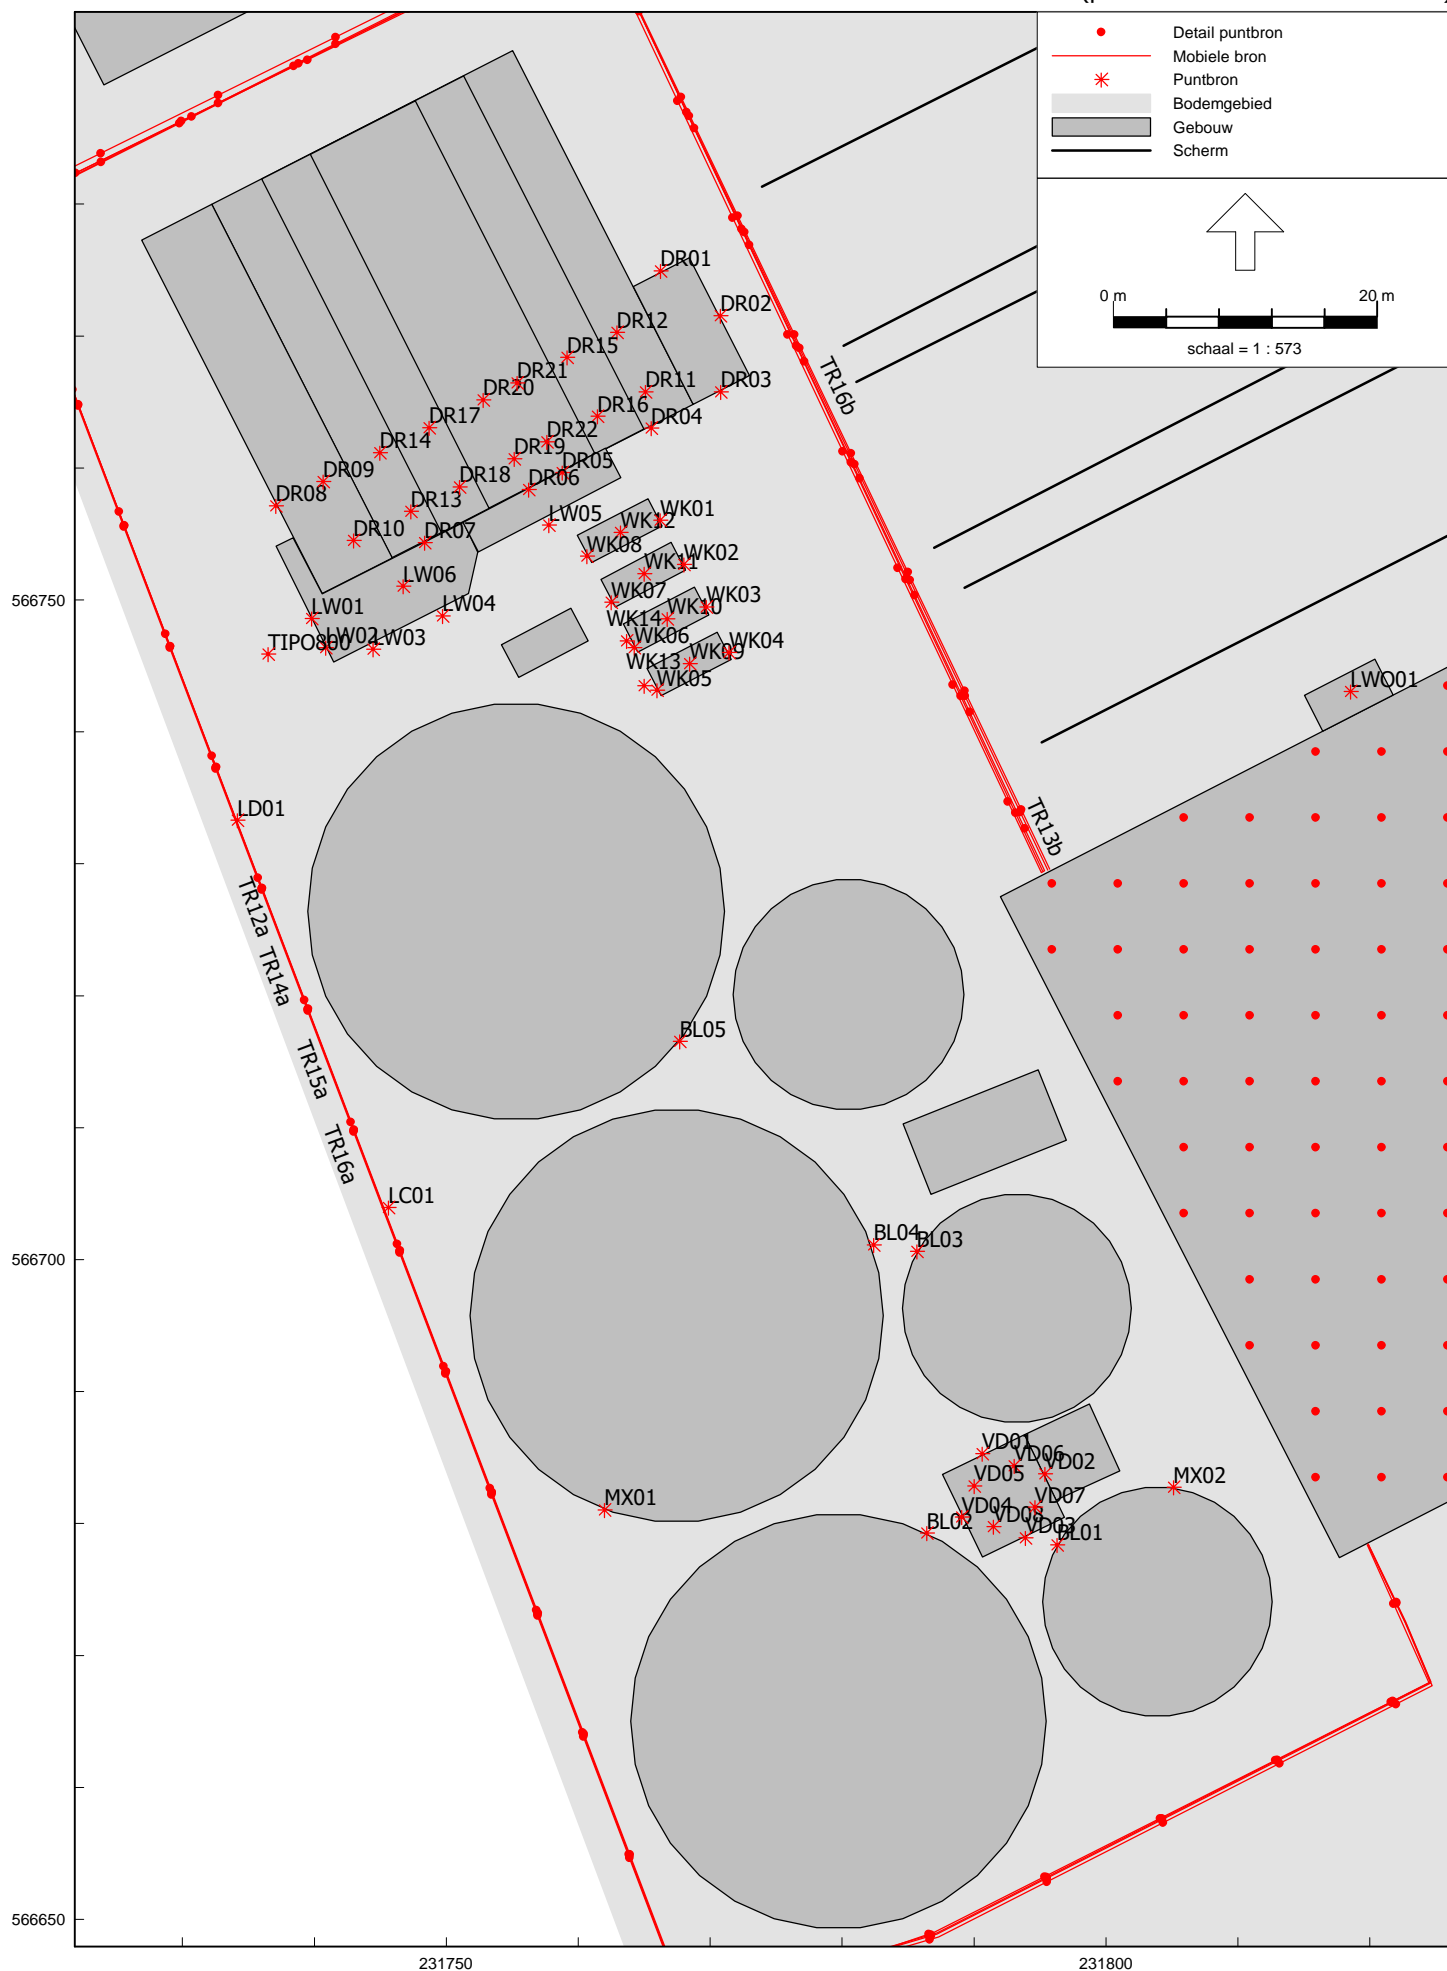 Detail puntbron
Mobiele bron
Puntbron
Bodemgebied
Gebouw
Scherm
0 m
20 m
schaal = 1 : 573
DR01
DR02
DR12
DR15
DR21
DR20
DR11
DR03
DR16
DR04
DR17
DR22
DR14
DR19
DR05
DR09
DR18
DR06
DR08
DR13
DR10
DR07
TR16b
LW05
WK12
WK01
WK08
WK11
WK02
LW06
WK07
WK10
WK03
LW01
LW04
WK14
WK06
WK04
TIPO800
LW02
LW03
WK13
WK09
WK05
LWO01
566750
LD01
TR13b
TR12a
TR14a
BL05
TR15a
TR16a
LC01
BL04
BL03
566700
VD01
VD06
VD02
VD05
MX02
MX01
VD04
VD07
BL02
VD08
VD03
BL01
566650
231750
231800